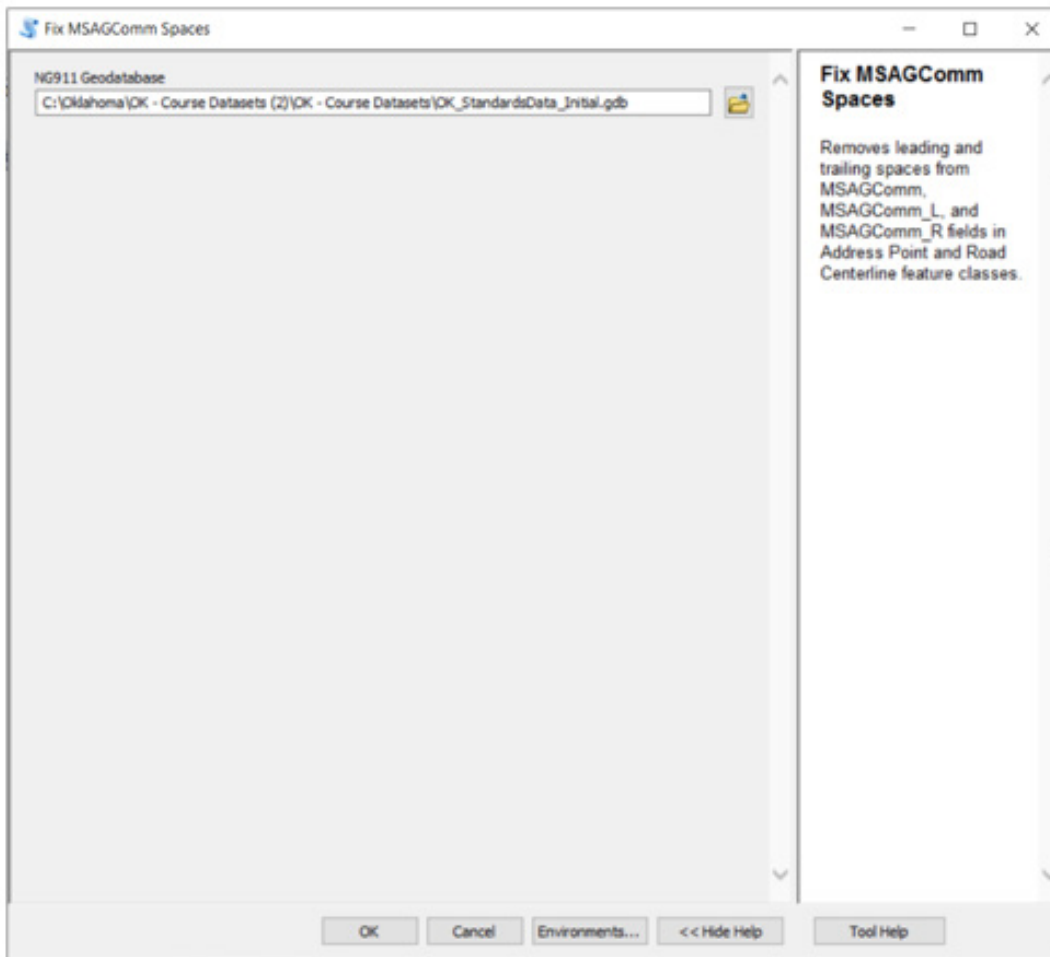 Fix MSAGComm Spaces
NG911 Geodatabase
C:\Oklahoma\OK - Course Datasets (2)\OK - Course Datasets\OK_StandardsData_Initial.gdb
Fix MSAGComm
Spaces
Removes leading and
trailing spaces from
MSAGComm,
MSAGComm_L, and
MSAGComm_R fields in
Address Point and Road
Centerline feature classes.
OK
Cancel
Environments...
<< Hide Help
Tool Help